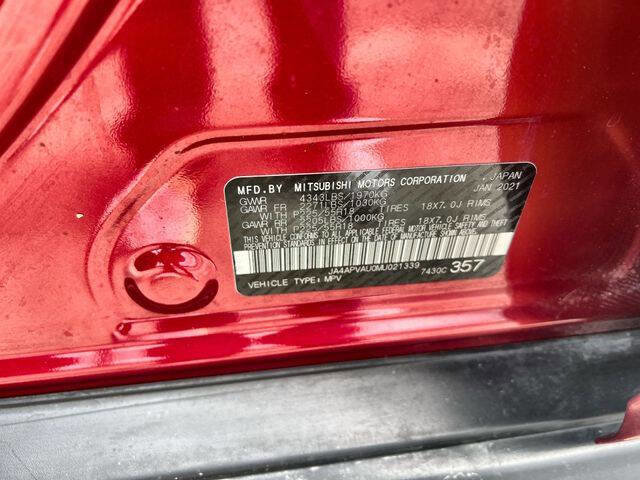 MFD.BY MITSUBISHI MOTORS CORPORATION , JAPAN
GVWR 4343LBS/1970KG JAN 2021
GAWR FR 2271LBS/1030KG
WITH P225/55R18 TIRES 18X7.0J RIMS
GAWR RR 2205LBS/1000KG
WITH P225/55R18 TIRES 18X7.0J RIMS
THIS VEHICLE CONFORMS TO ALL APPLICABLE FEDERAL MOTOR VEHICLE SAFETY AND
THEFT PREVENTION STANDARDS IN EFFECT ON THE DATE OF MANUFACTURE SHOWN ABOVE.
JA4APVAU0MU021339 7430C 357
VEHICLE TYPE: MPV